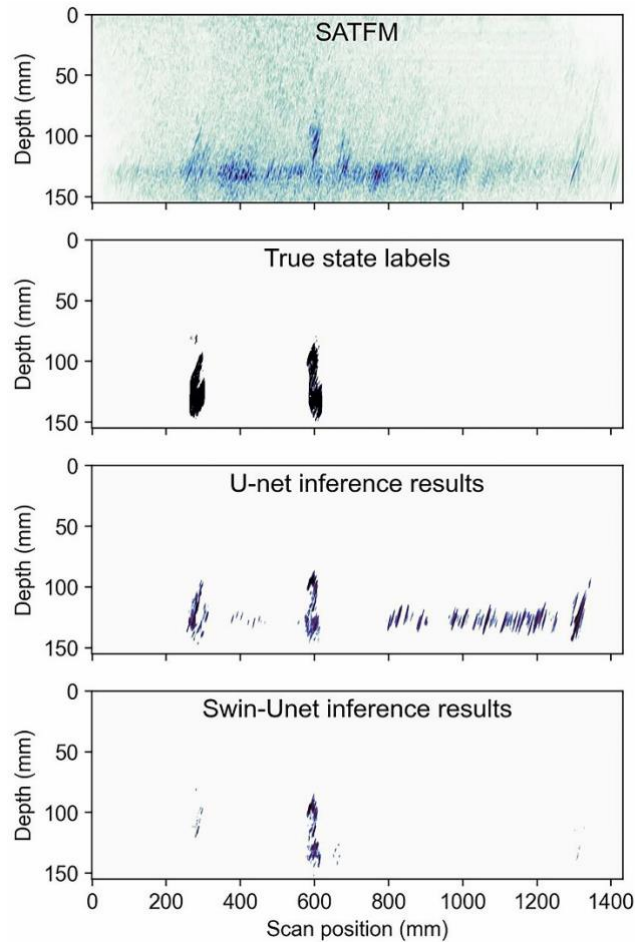 SATFM
Depth (mm)
0
50
100
150
True state labels
Depth (mm)
0
50
100
150
U-net inference results
Depth (mm)
0
50
100
150
Swin-Unet inference results
Depth (mm)
0
50
100
150
0 200 400 600 800 1000 1200 1400
Scan position (mm)